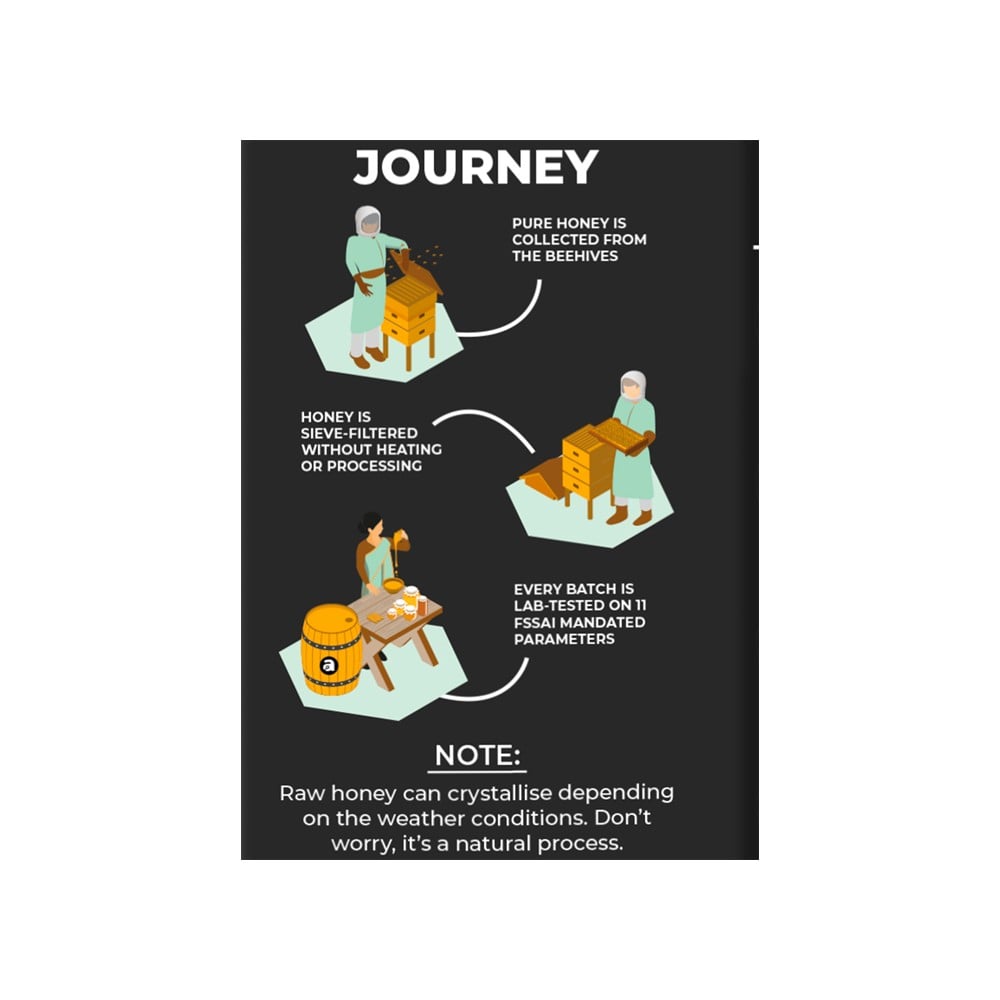 JOURNEY
PURE HONEY IS
COLLECTED FROM
THE BEEHIVES
HONEY IS
SIEVE-FILTERED
WITHOUT HEATING
OR PROCESSING
EVERY BATCH IS
LAB-TESTED ON 11
FSSAI MANDATED
PARAMETERS
a
NOTE:
Raw honey can crystallise depending
on the weather conditions. Don't
worry, it's a natural process.